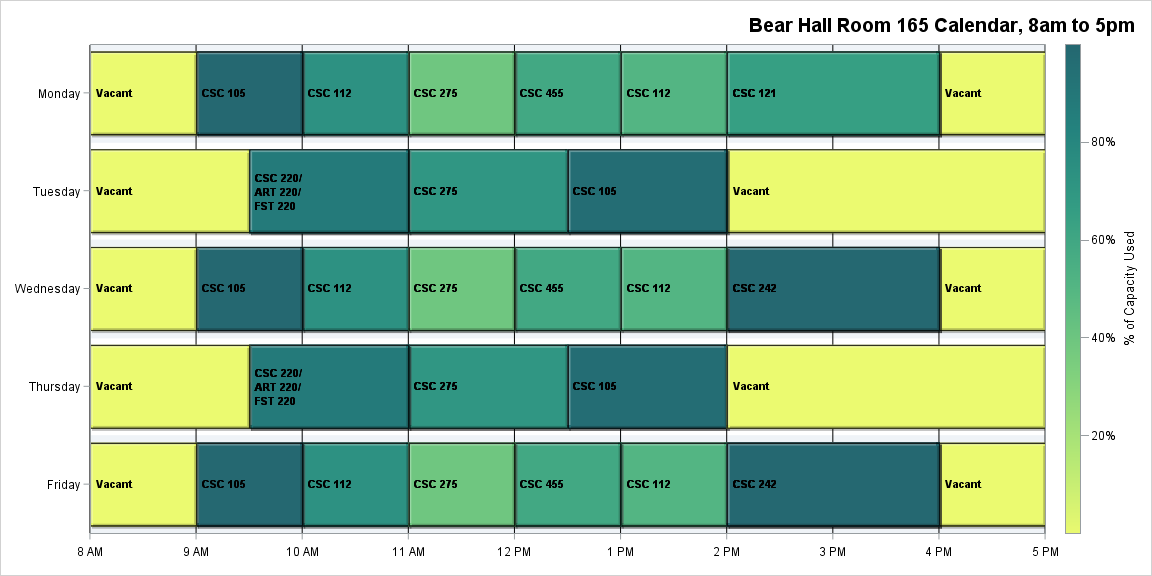 Bear Hall Room 165 Calendar, 8am to 5pm
Monday
Vacant
CSC 105
CSC 112
CSC 275
CSC 455
CSC 112
CSC 121
Vacant
Tuesday
Vacant
CSC 220/
ART 220/
FST 220
CSC 275
CSC 105
Vacant
Wednesday
Vacant
CSC 105
CSC 112
CSC 275
CSC 455
CSC 112
CSC 242
Vacant
Thursday
Vacant
CSC 220/
ART 220/
FST 220
CSC 275
CSC 105
Vacant
Friday
Vacant
CSC 105
CSC 112
CSC 275
CSC 455
CSC 112
CSC 242
Vacant
8 AM
9 AM
10 AM
11 AM
12 PM
1 PM
2 PM
3 PM
4 PM
5 PM
80%
60%
40%
20%
% of Capacity Used